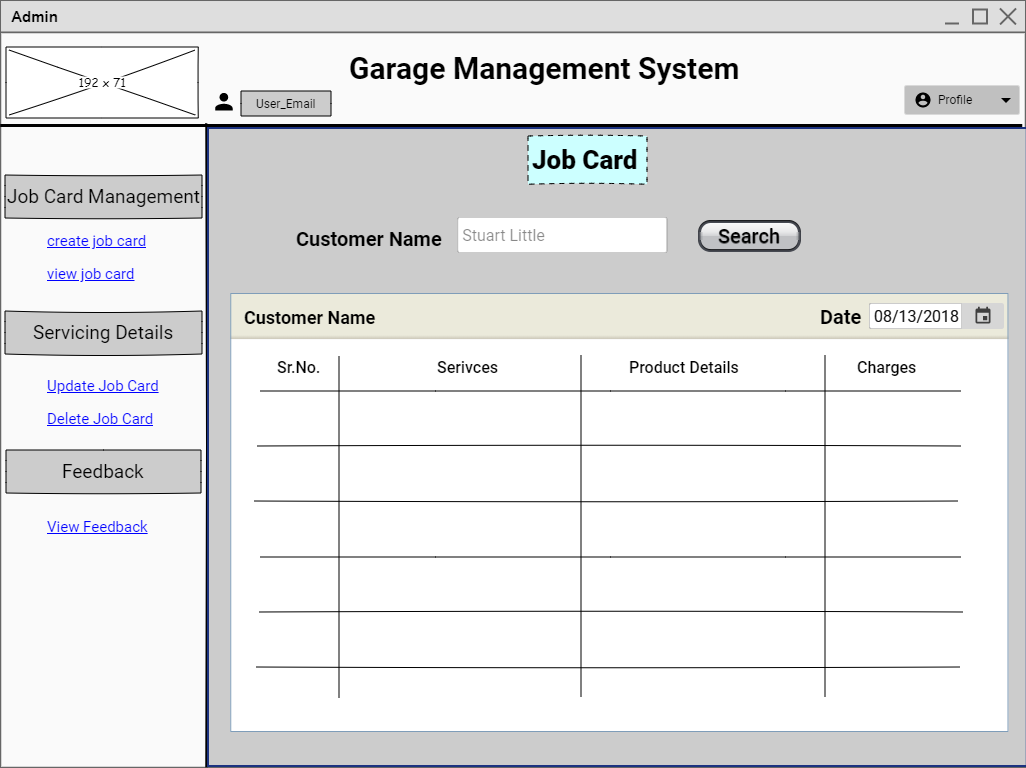 Admin
192 x 71
Garage Management System
User_Email
Profile
Job Card
Job Card Management
create job card
view job card
Servicing Details
Update Job Card
Delete Job Card
Feedback
View Feedback
Customer Name
Stuart Little
Search
Customer Name
Date 08/13/2018
Sr.No. Serivces Product Details Charges